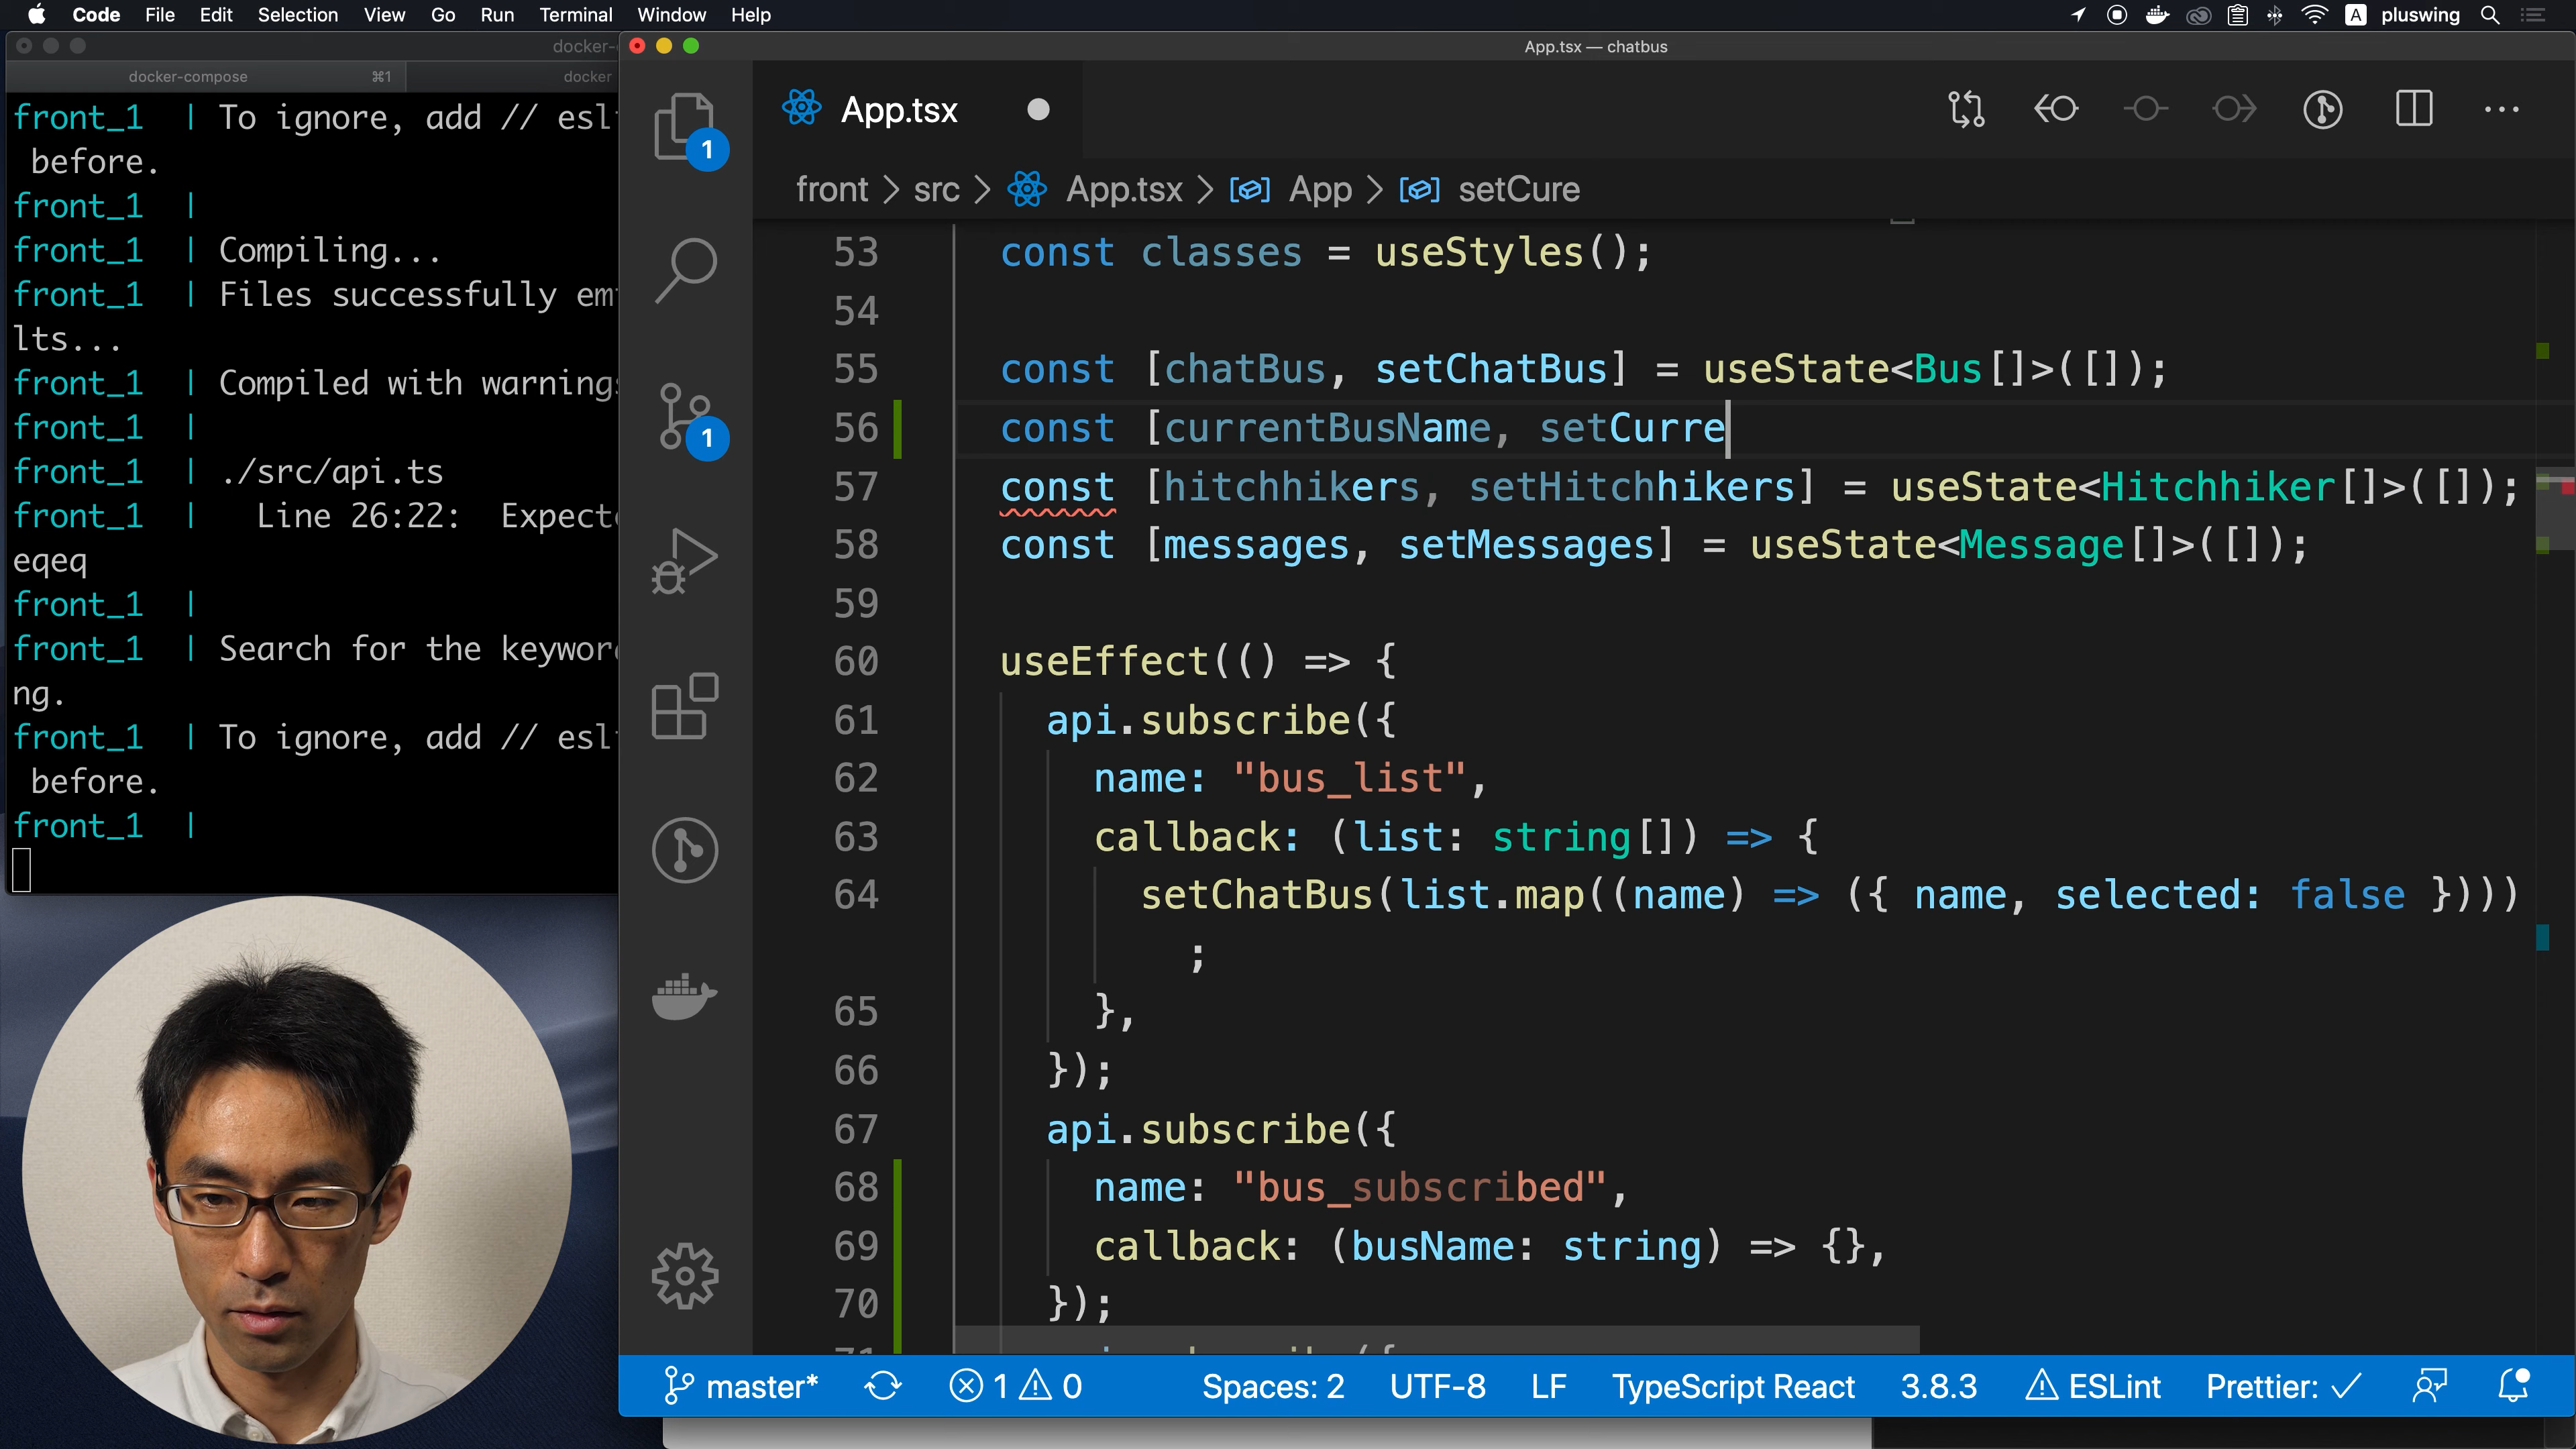 Code File Edit Selection View Go Run Terminal Window Help
A pluswing
docker-
docker-compose ⌘1 docker
front_1 | To ignore, add // esl
before.
front_1 |
front_1 | Compiling...
front_1 | Files successfully em
lts...
front_1 | Compiled with warning
front_1 |
front_1 | ./src/api.ts
front_1 | Line 26:22: Expect
eqeq
front_1 |
front_1 | Search for the keywor
ng.
front_1 | To ignore, add // esl
before.
front_1 |
App.tsx — chatbus
App.tsx
front > src > App.tsx > App > setCure
1
1
53 const classes = useStyles();
54
55 const [chatBus, setChatBus] = useState<Bus[]>([]);
56 const [currentBusName, setCurre
57 const [hitchhikers, setHitchhikers] = useState<Hitchhiker[]>([]);
58 const [messages, setMessages] = useState<Message[]>([]);
59
60 useEffect(() => {
61 api.subscribe({
62 name: "bus_list",
63 callback: (list: string[]) => {
64 setChatBus(list.map((name) => ({ name, selected: false })))
;
65 },
66 });
67 api.subscribe({
68 name: "bus_subscribed",
69 callback: (busName: string) => {},
70 });
master* 1 0 Spaces: 2 UTF-8 LF TypeScript React 3.8.3 ESLint Prettier: ✓